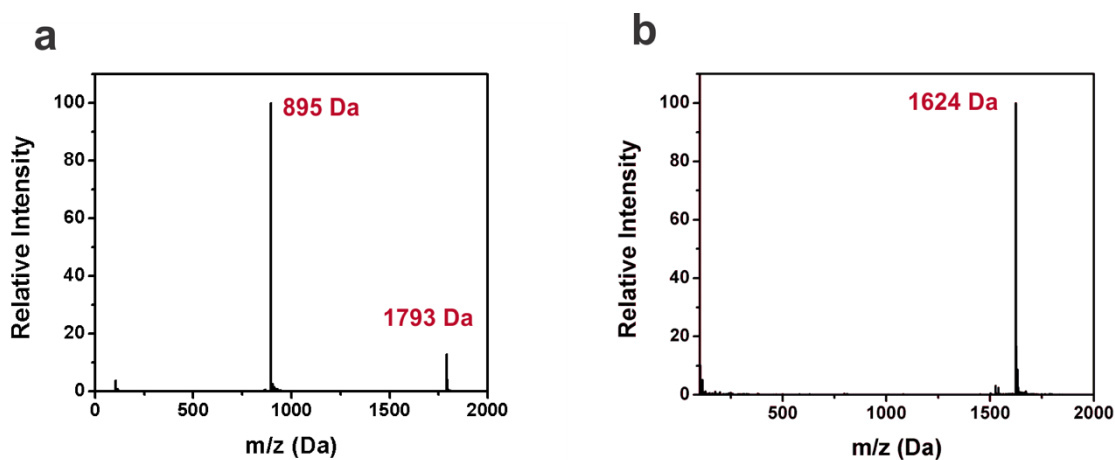 a
895 Da
1793 Da
Relative Intensity
100
80
60
40
20
0
0 500 1000 1500 2000
m/z (Da)
b
1624 Da
Relative Intensity
100
80
60
40
20
0
500 1000 1500 2000
m/z (Da)